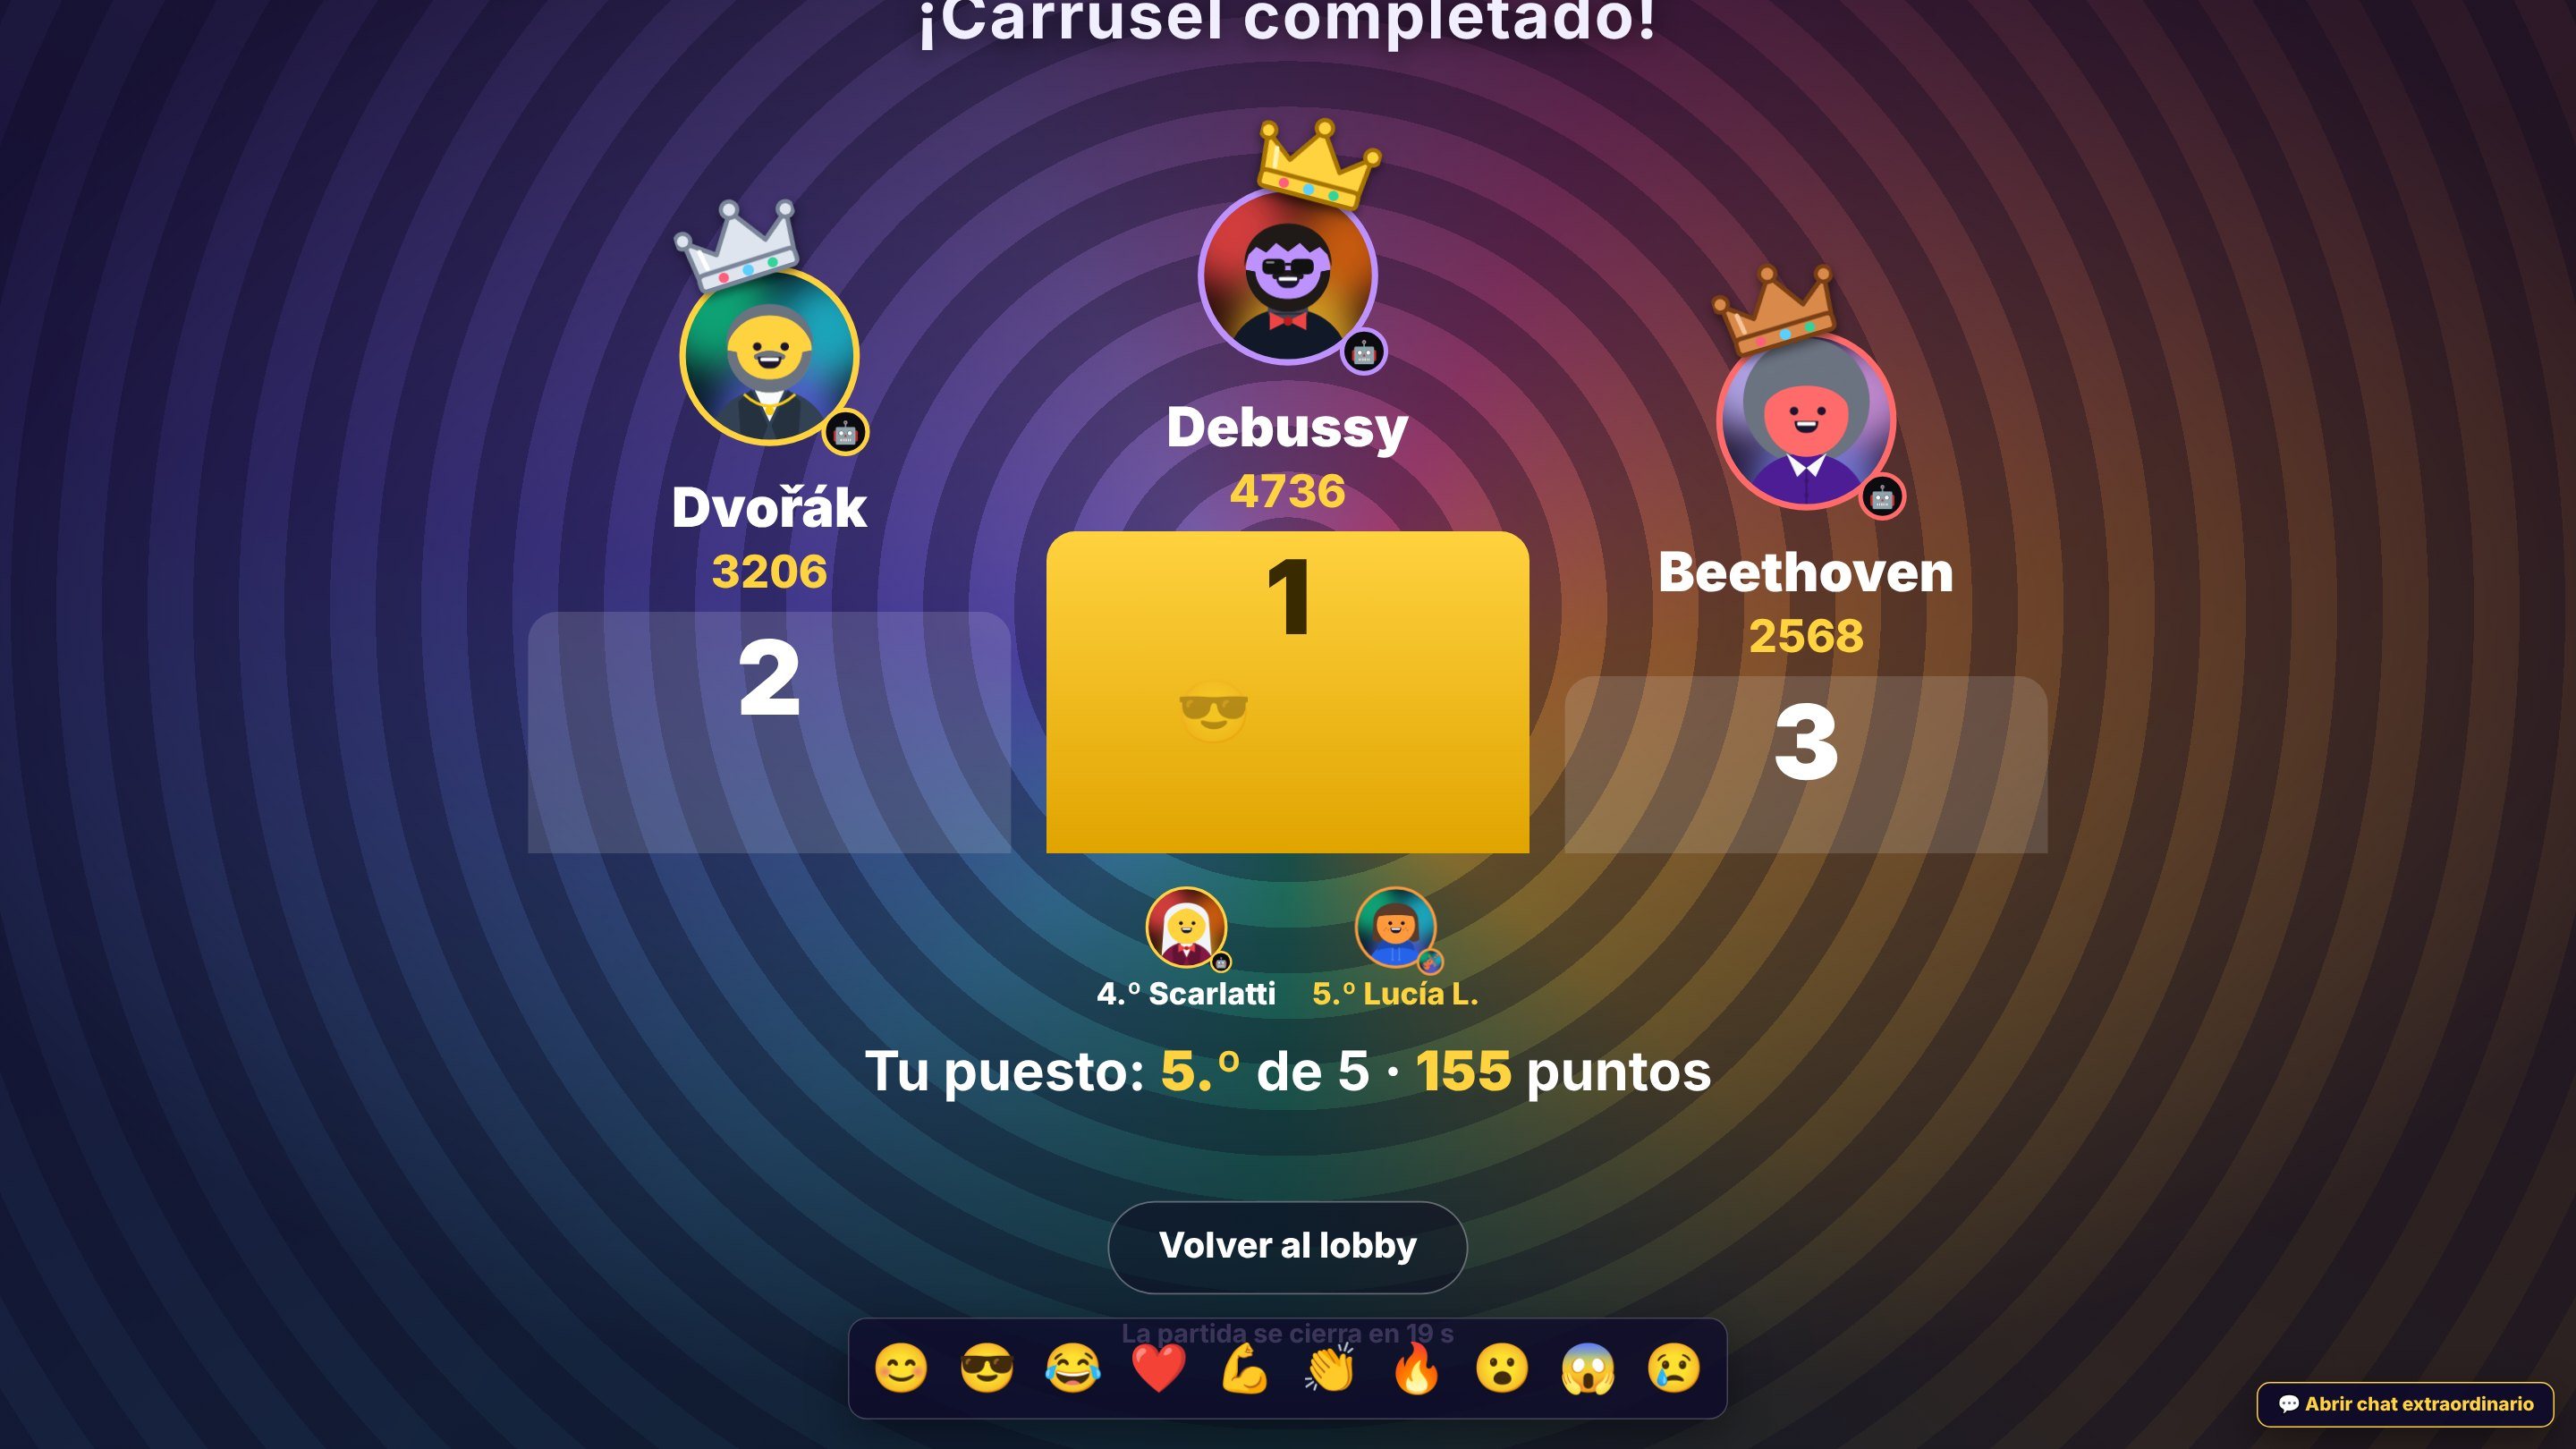 ¡Carrusel completado!
Debussy
4736
1
Dvořák
3206
2
Beethoven
2568
3
4.º Scarlatti
5.º Lucía L.
Tu puesto: 5.º de 5 · 155 puntos
Volver al lobby
La partida se cierra en 19 s
Abrir chat extraordinario